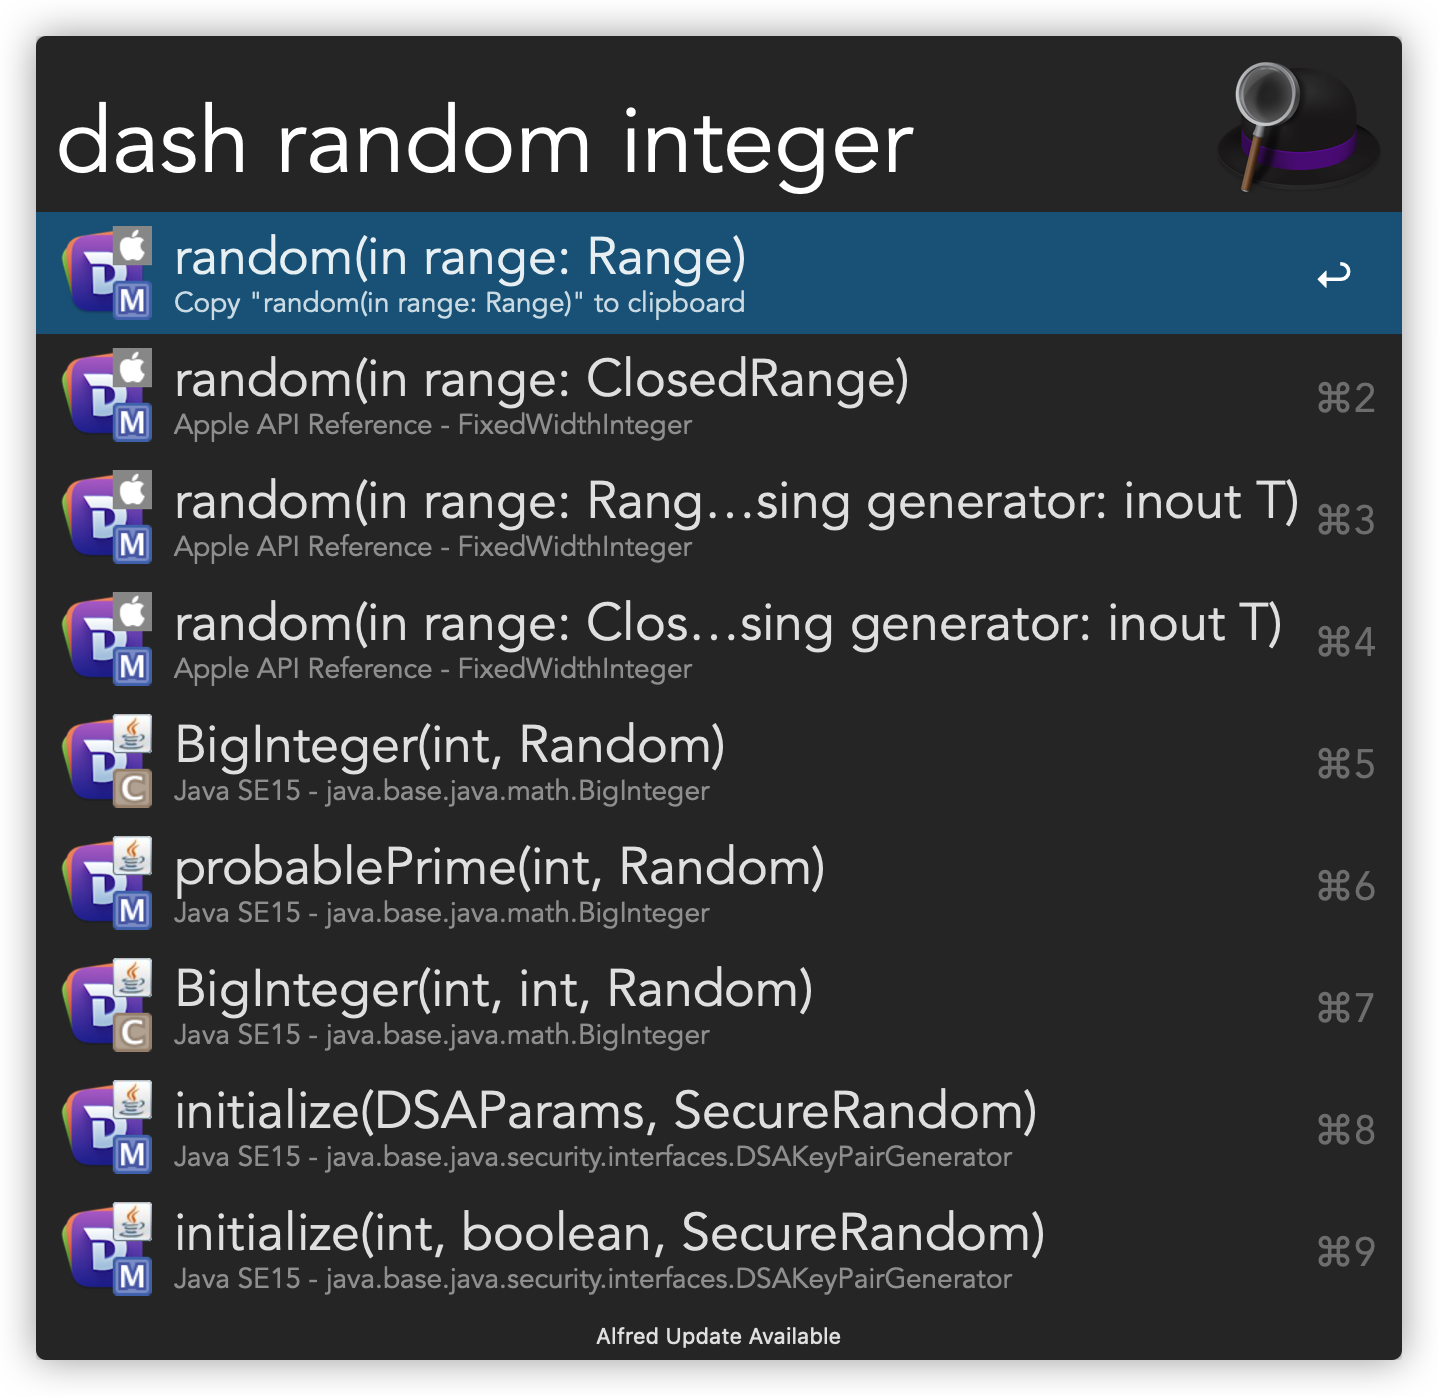 dash random integer
random(in range: Range)
Copy "random(in range: Range)" to clipboard
random(in range: ClosedRange)
Apple API Reference - FixedWidthInteger
⌘2
random(in range: Rang…sing generator: inout T)
Apple API Reference - FixedWidthInteger
⌘3
random(in range: Clos…sing generator: inout T)
Apple API Reference - FixedWidthInteger
⌘4
BigInteger(int, Random)
Java SE15 - java.base.java.math.BigInteger
⌘5
probablePrime(int, Random)
Java SE15 - java.base.java.math.BigInteger
⌘6
BigInteger(int, int, Random)
Java SE15 - java.base.java.math.BigInteger
⌘7
initialize(DSAParams, SecureRandom)
Java SE15 - java.base.java.security.interfaces.DSAKeyPairGenerator
⌘8
initialize(int, boolean, SecureRandom)
Java SE15 - java.base.java.security.interfaces.DSAKeyPairGenerator
⌘9
Alfred Update Available